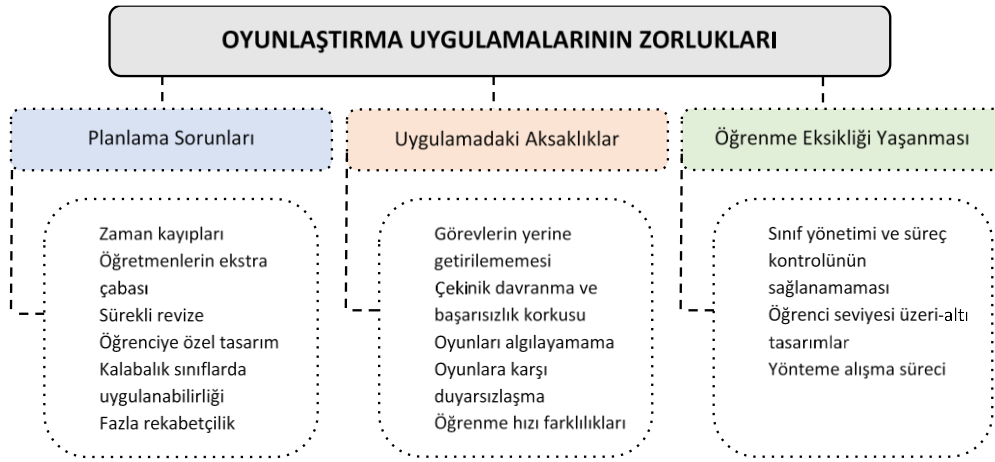 OYUNLAŞTIRMA UYGULAMALARININ ZORLUKLARI
Planlama Sorunları
Zaman kayıpları
Öğretmenlerin ekstra
çabası
Sürekli revize
Öğrenciye özel tasarım
Kalabalık sınıflarda
uygulanabilirliği
Fazla rekabetçilik
Uygulamadaki Aksaklıklar
Görevlerin yerine
getirilememesi
Çekinik davranma ve
başarısızlık korkusu
Oyunları algılayamama
Oyunlara karşı
duyarsızlaşma
Öğrenme hızı farklılıkları
Öğrenme Eksikliği Yaşanması
Sınıf yönetimi ve süreç
kontrolünün
sağlanamaması
Öğrenci seviyesi üzeri-altı
tasarımlar
Yönteme alışma süreci